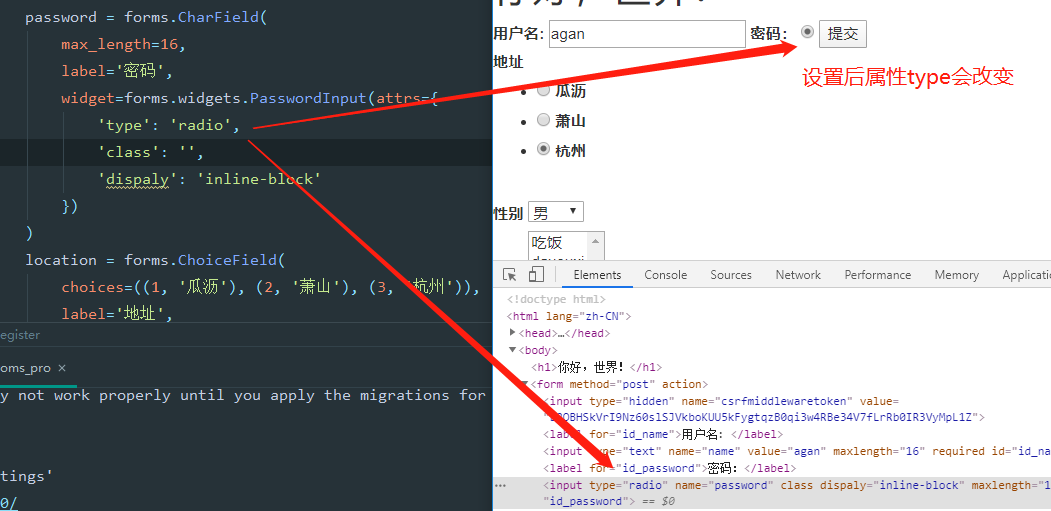 password = forms.CharField(
max_length=16,
label='密码',
widget=forms.widgets.PasswordInput(attrs={
'type': 'radio',
'class': '',
'dispaly': 'inline-block'
})
)
location = forms.ChoiceField(
choices=((1, '瓜沥'), (2, '萧山'), (3, '杭州')),
label='地址',
egister
oms_pro ×
y not work properly until you apply the migrations for
tings'
0/
用户名: agan 密码: 提交
设置后属性type会改变
地址
瓜沥
萧山
杭州
性别 男
吃饭
Elements Console Sources Network Performance Memory Applicati
<!doctype html>
<html lang="zh-CN">
<head>…</head>
<body>
<h1>你好，世界！</h1>
<form method="post" action>
<input type="hidden" name="csrfmiddlewaretoken" value=
<label for="id_name">用户名: </label>
<input type="text" name="name" value="agan" maxlength="16" required id="id_na
<label for="id_password">密码: </label>
<input type="radio" name="password" class dispaly="inline-block" maxlength="1
"id_password"> == $0